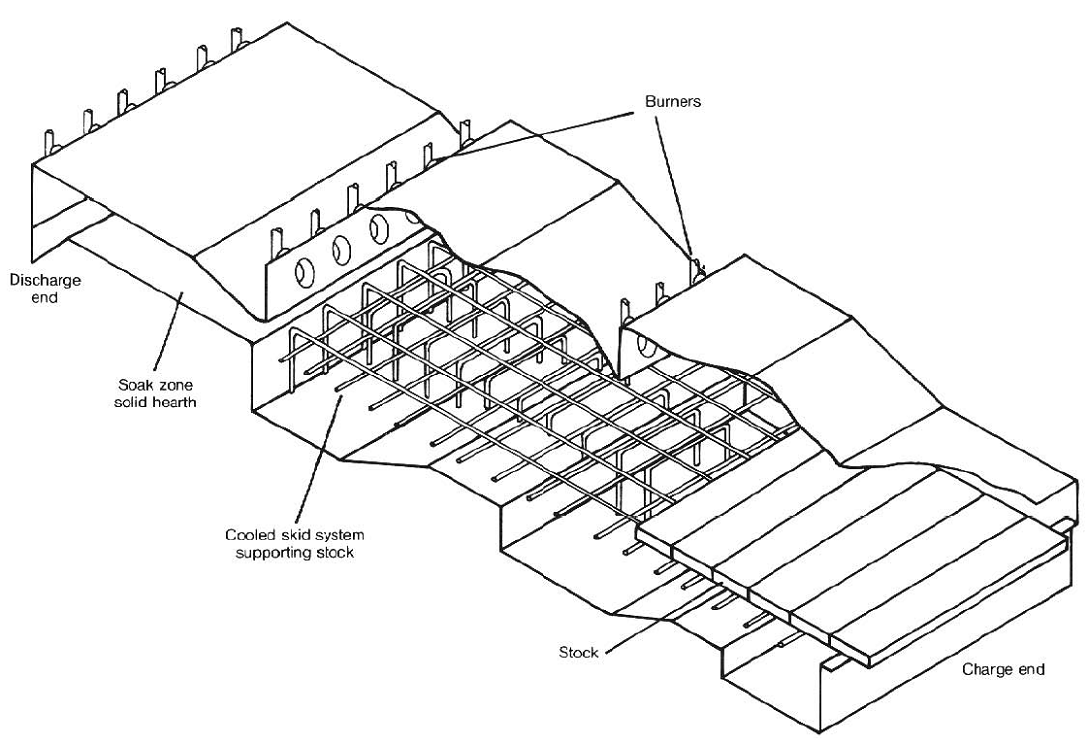 Burners
Discharge
end
Soak zone
solid hearth
Cooled skid system
supporting stock
Stock
Charge end